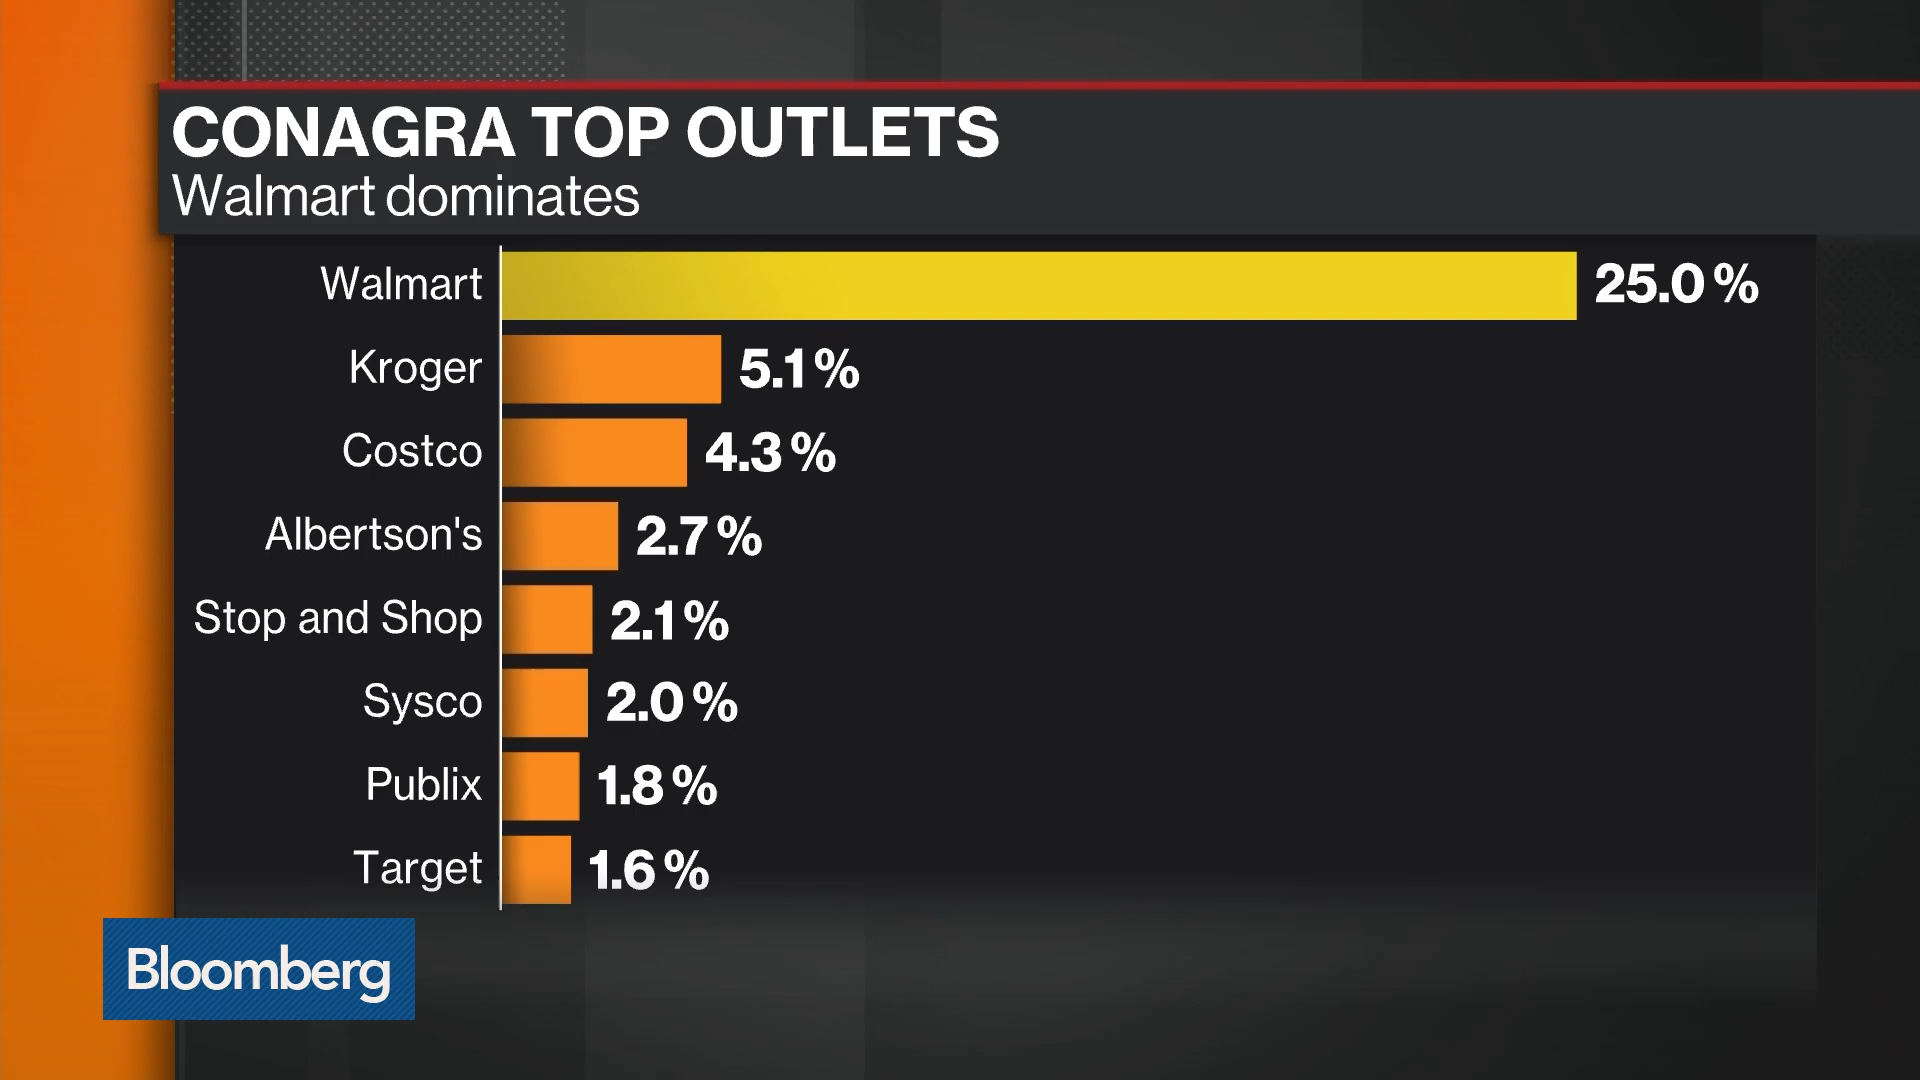 CONAGRA TOP OUTLETS
Walmart dominates
Walmart 25.0%
Kroger 5.1%
Costco 4.3%
Albertson's 2.7%
Stop and Shop 2.1%
Sysco 2.0%
Publix 1.8%
Target 1.6%
Bloomberg